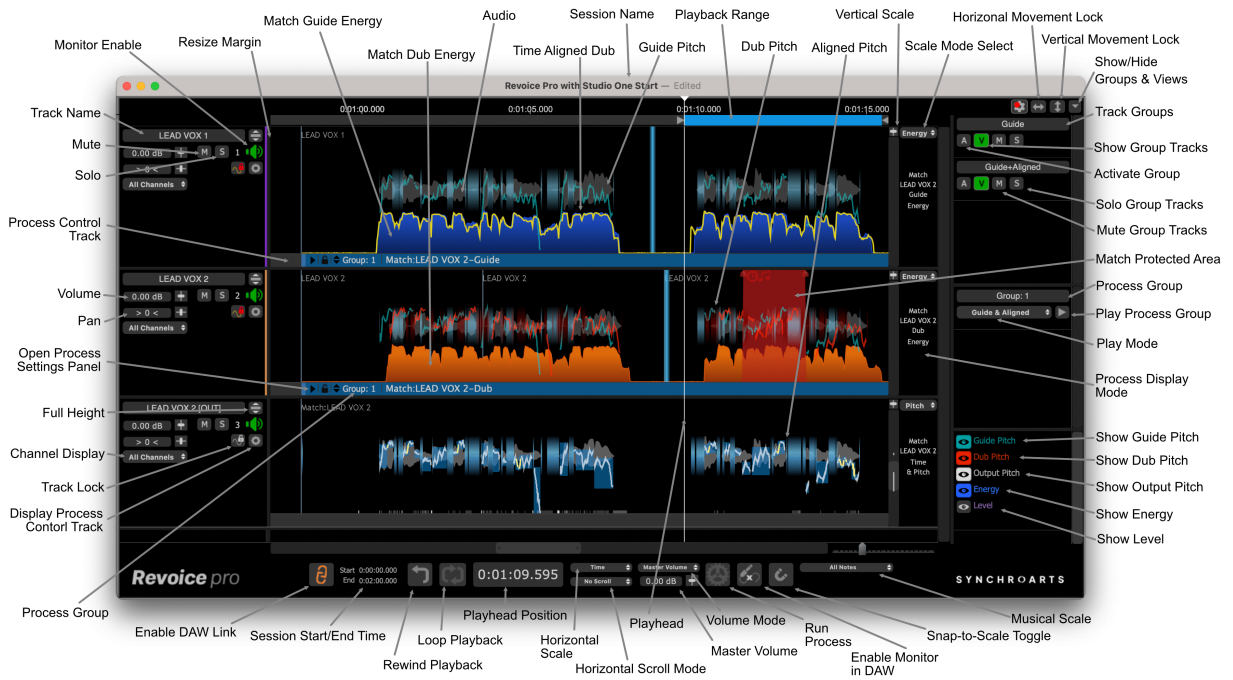 Match Guide Energy
Audio
Session Name
Playback Range
Vertical Scale
Horizonal Movement Lock
Monitor Enable
Resize Margin
Match Dub Energy
Time Aligned Dub
Guide Pitch
Dub Pitch
Aligned Pitch
Scale Mode Select
Vertical Movement Lock
Show/Hide
Groups & Views
Revoice Pro with Studio One Start — Edited
0:01:00.000
0:01:05.000
0:01:10.000
0:01:15.000
Track Name
Mute
Solo
Process Control
Track
Volume
Pan
Open Process
Settings Panel
Full Height
Channel Display
Track Lock
Display Process
Contorl Track
Process Group
LEAD VOX 1
0.00 dB
M
S
1
> 0 <
All Channels
LEAD VOX 1
Group: 1
Match:LEAD VOX 2-Guide
Energy
Match
LEAD VOX 2
Guide
Energy
LEAD VOX 2
0.00 dB
M
S
2
> 0 <
All Channels
LEAD VOX 2
LEAD VOX 2
LEAD VOX 2
Group: 1
Match:LEAD VOX 2-Dub
Energy
Match
LEAD VOX 2
Dub
Energy
LEAD VOX 2 [OUT]
0.00 dB
M
S
3
> 0 <
All Channels
Match:LEAD VOX 2
Pitch
Match
LEAD VOX 2
Time
& Pitch
Guide
A
V
M
S
Guide+Aligned
A
V
M
S
Group: 1
Guide & Aligned
Guide Pitch
Dub Pitch
Output Pitch
Energy
Level
Track Groups
Show Group Tracks
Activate Group
Solo Group Tracks
Mute Group Tracks
Match Protected Area
Process Group
Play Process Group
Play Mode
Process Display
Mode
Show Guide Pitch
Show Dub Pitch
Show Output Pitch
Show Energy
Show Level
Revoice pro
Start 0:00:00.000
End 0:02:00.000
0:01:09.595
Time
No Scroll
Master Volume
0.00 dB
All Notes
SYNCHROARTS
Enable DAW Link
Session Start/End Time
Rewind Playback
Loop Playback
Playhead Position
Horizontal
Scale
Horizontal Scroll Mode
Playhead
Master Volume
Volume Mode
Run
Process
Enable Monitor
in DAW
Snap-to-Scale Toggle
Musical Scale